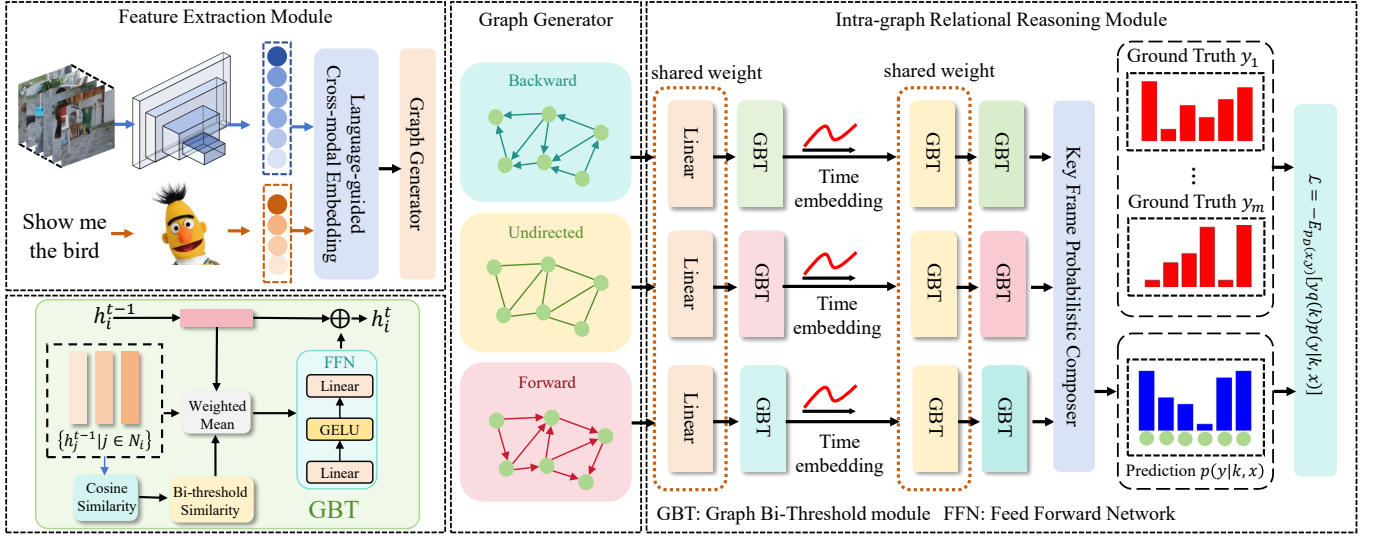 Feature Extraction Module
Show me
the bird
Language-guided
Cross-modal Embedding
Graph Generator
h_i^{t-1}
h_i^t
{h_j^{t-1}|j ∈ N_i}
Weighted
Mean
Cosine
Similarity
Bi-threshold
Similarity
FFN
Linear
GELU
Linear
GBT
Graph Generator
Backward
Undirected
Forward
Intra-graph Relational Reasoning Module
shared weight
shared weight
Linear
GBT
Time
embedding
GBT
GBT
Linear
GBT
Time
embedding
GBT
GBT
Linear
GBT
Time
embedding
GBT
GBT
Key Frame Probabilistic Composer
Ground Truth y_1
⋮
Ground Truth y_m
Prediction p(y|k, x)
ℒ = −E_{p_D(x,y)}[yq(k)p(y|k, x)]
GBT: Graph Bi-Threshold module FFN: Feed Forward Network